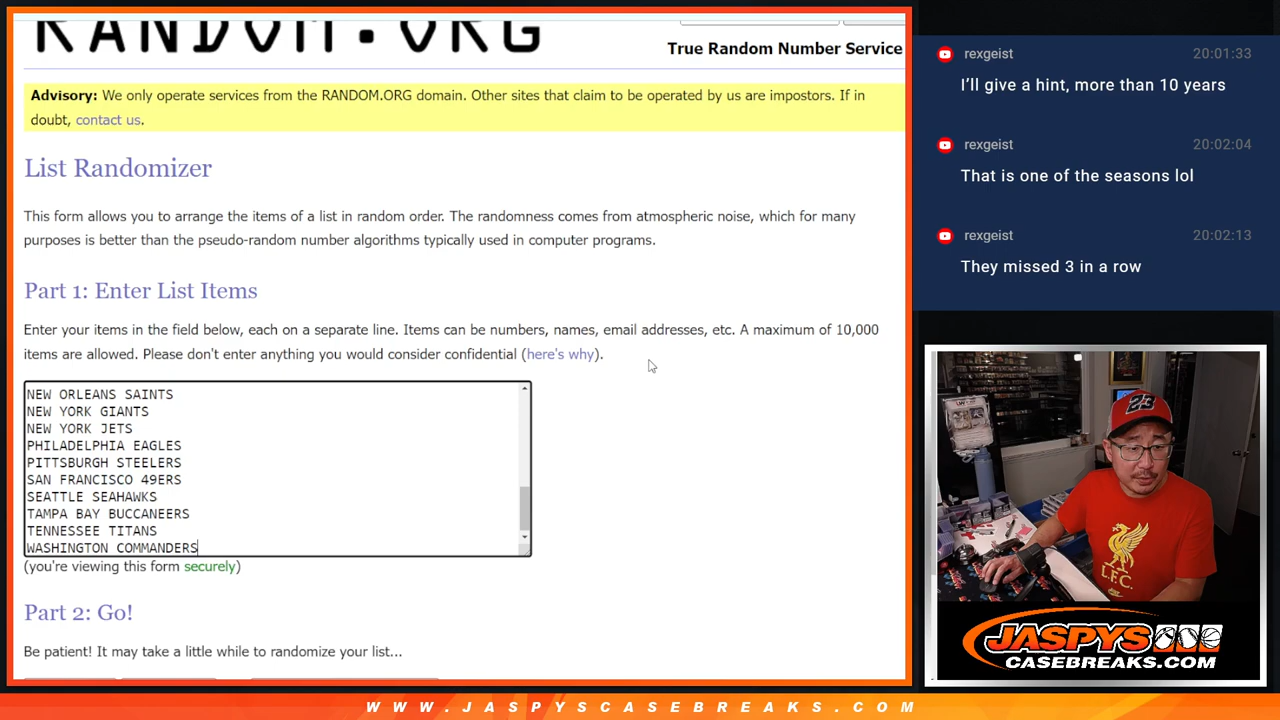 RANDOM.ORG
True Random Number Service
Advisory: We only operate services from the RANDOM.ORG domain. Other sites that claim to be operated by us are impostors. If in
doubt, contact us.
List Randomizer
This form allows you to arrange the items of a list in random order. The randomness comes from atmospheric noise, which for many
purposes is better than the pseudo-random number algorithms typically used in computer programs.
Part 1: Enter List Items
Enter your items in the field below, each on a separate line. Items can be numbers, names, email addresses, etc. A maximum of 10,000
items are allowed. Please don't enter anything you would consider confidential (here's why).
NEW ORLEANS SAINTS
NEW YORK GIANTS
NEW YORK JETS
PHILADELPHIA EAGLES
PITTSBURGH STEELERS
SAN FRANCISCO 49ERS
SEATTLE SEAHAWKS
TAMPA BAY BUCCANEERS
TENNESSEE TITANS
WASHINGTON COMMANDERS
(you're viewing this form securely)
Part 2: Go!
Be patient! It may take a little while to randomize your list...
rexgeist 20:01:33
I'll give a hint, more than 10 years
rexgeist 20:02:04
That is one of the seasons lol
rexgeist 20:02:13
They missed 3 in a row
23
L.F.C.
JASPYS
CASEBREAKS.COM
WWW.JASPYSCASEBREAKS.COM